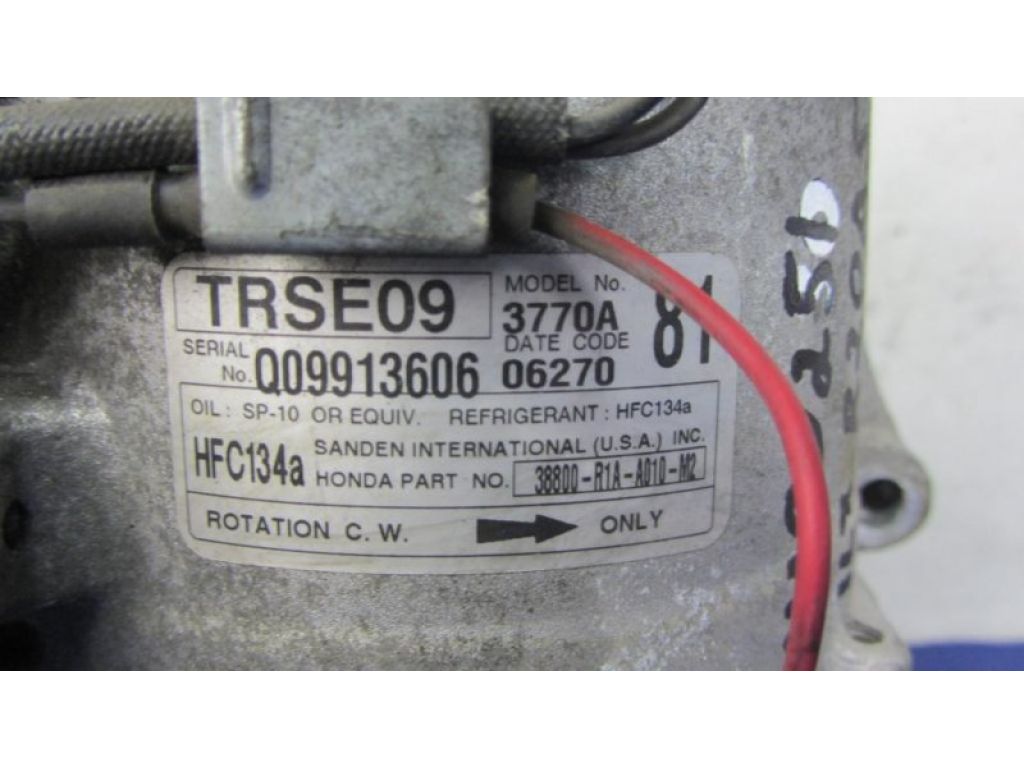 TRSE09
MODEL No.
3770A
81
SERIAL No. Q09913606
DATE CODE
06270
OIL : SP-10 OR EQUIV. REFRIGERANT : HFC134a
HFC134a
SANDEN INTERNATIONAL (U.S.A.) INC.
HONDA PART NO. 38800-R1A-A010-M2
ROTATION C. W. ONLY